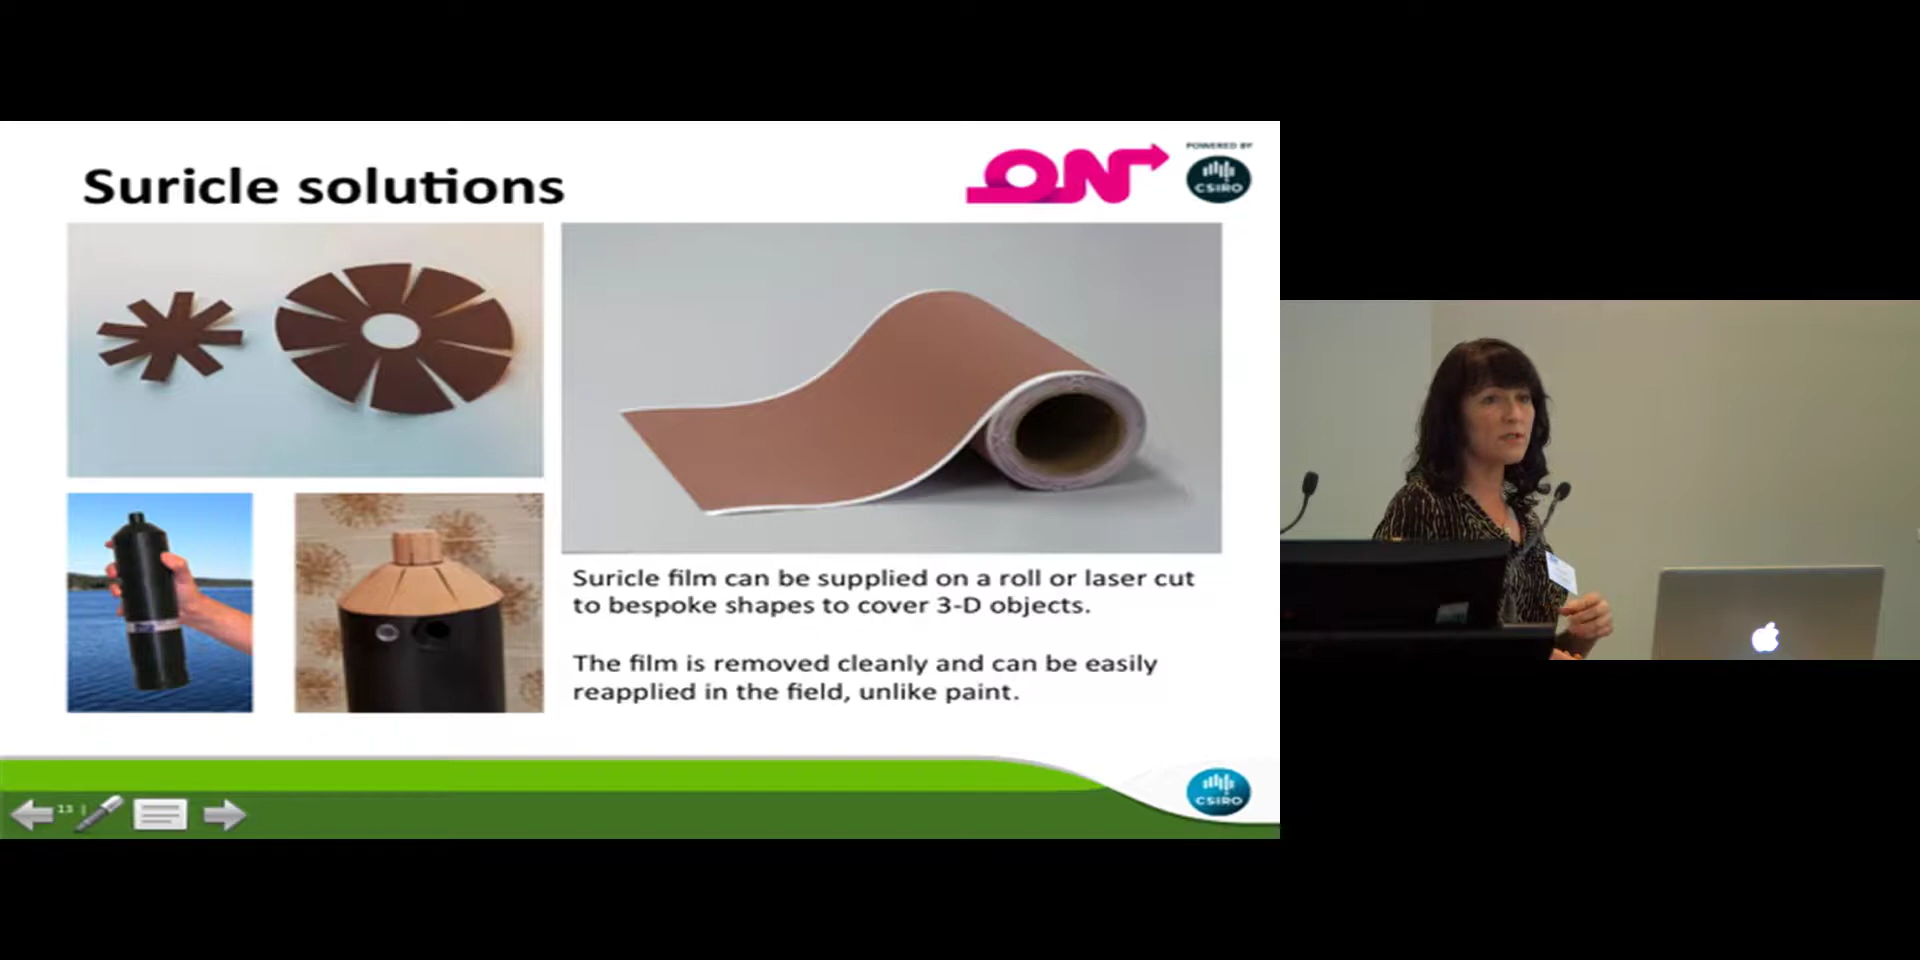 Suricle solutions
ON
POWERED BY
CSIRO
Suricle film can be supplied on a roll or laser cut
to bespoke shapes to cover 3-D objects.
The film is removed cleanly and can be easily
reapplied in the field, unlike paint.
13 |
CSIRO